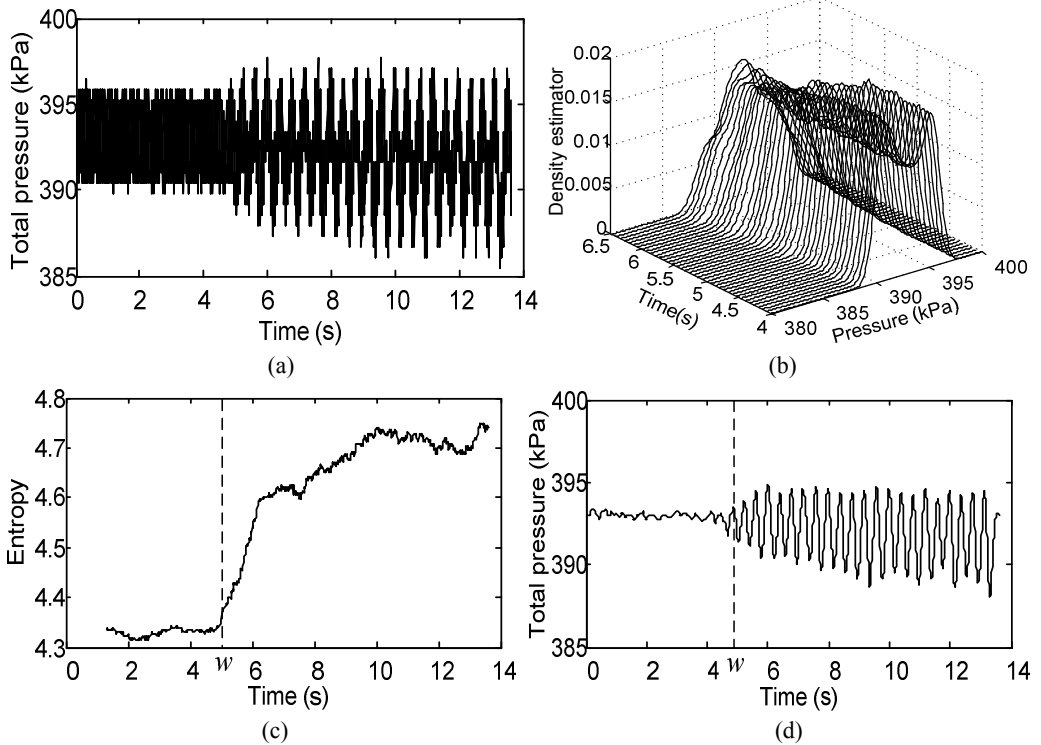 400
395
390
385
Total pressure (kPa)
0 2 4 6 8 10 12 14
Time (s)
(a)
0.02
0.015
0.01
0.005
0
Density estimator
6.5
6
5.5
5
4.5
4
Time(s)
380
385
390
395
400
Pressure (kPa)
(b)
4.8
4.7
4.6
4.5
4.4
4.3
Entropy
0 2 4 w 6 8 10 12 14
Time (s)
(c)
400
395
390
385
Total pressure (kPa)
0 2 4 w 6 8 10 12 14
Time (s)
(d)